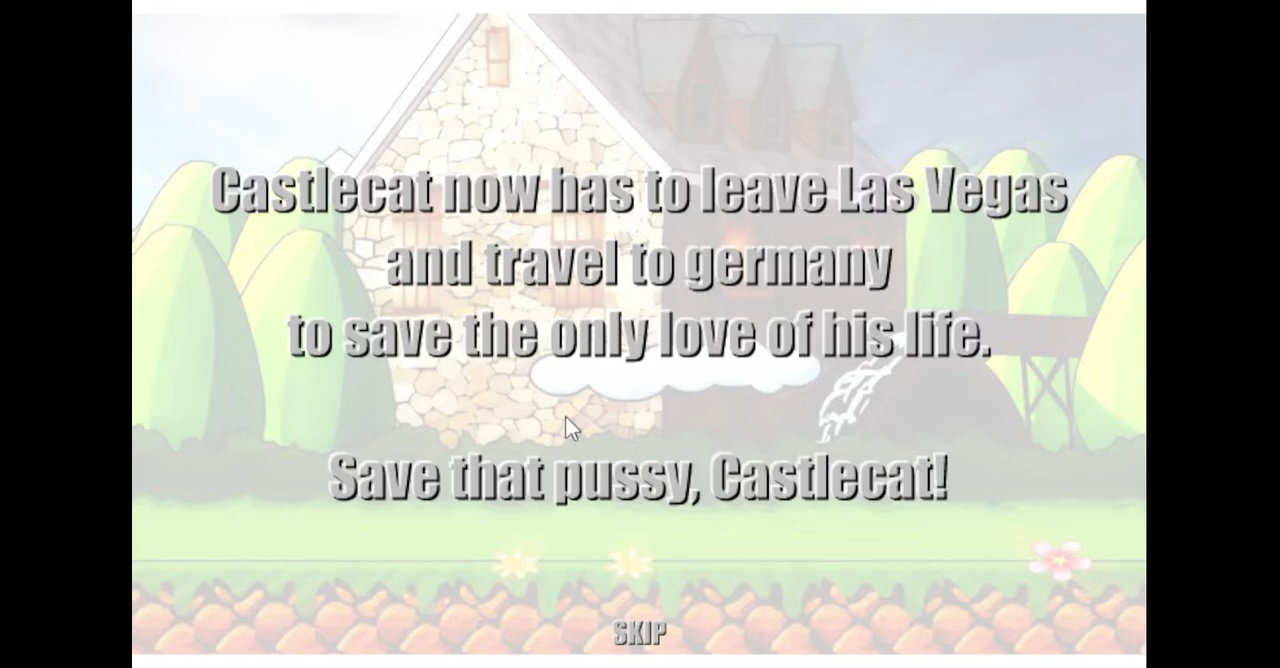 Castlecat now has to leave Las Vegas
and travel to germany
to save the only love of his life.
Save that pussy, Castlecat!
SKIP